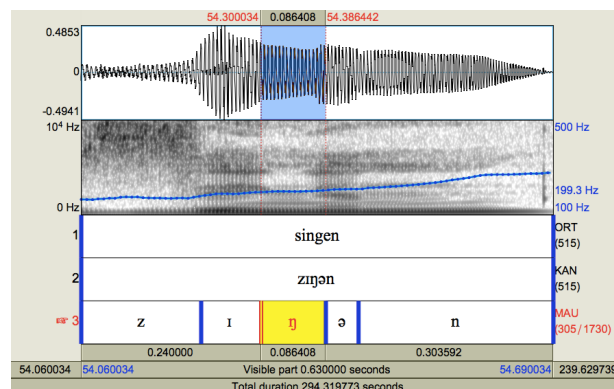 54.300034 0.086408 54.386442
0.4853
0
-0.4941
10⁴ Hz 500 Hz
199.3 Hz
0 Hz 100 Hz
1 singen ORT (515)
2 zɪŋən KAN (515)
3 z ɪ ŋ ə n MAU (305 / 1730)
0.240000 0.086408 0.303592
54.060034 54.060034 Visible part 0.630000 seconds 54.690034 239.629739
Total duration 294.319773 seconds